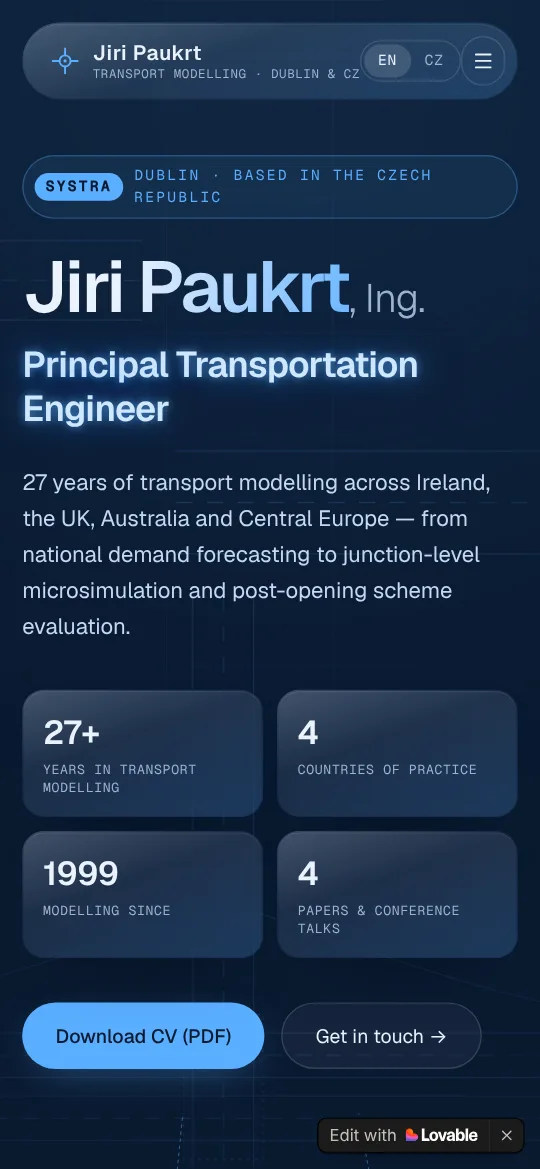 Jiri Paukrt
TRANSPORT MODELLING · DUBLIN & CZ
EN
CZ
SYSTRA
DUBLIN · BASED IN THE CZECH
REPUBLIC
Jiri Paukrt, Ing.
Principal Transportation
Engineer
27 years of transport modelling across Ireland,
the UK, Australia and Central Europe — from
national demand forecasting to junction-level
microsimulation and post-opening scheme
evaluation.
27+
YEARS IN TRANSPORT
MODELLING
4
COUNTRIES OF PRACTICE
1999
MODELLING SINCE
4
PAPERS & CONFERENCE
TALKS
Download CV (PDF)
Get in touch →
Edit with Lovable ×